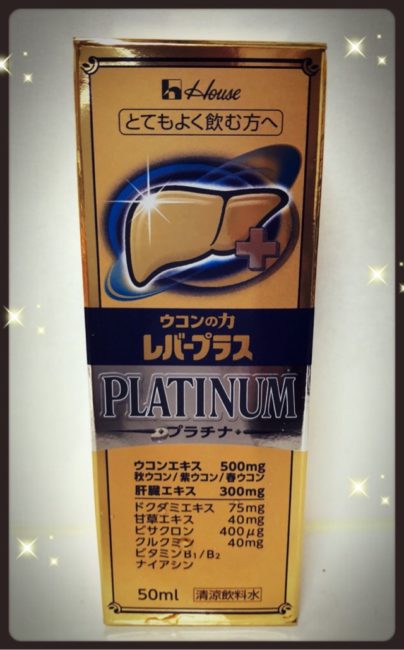 House
とてもよく飲む方へ
ウコンの力
レバープラス
PLATINUM
プラチナ
ウコンエキス 500mg
秋ウコン/紫ウコン/春ウコン
肝臓エキス 300mg
ドクダミエキス 75mg
甘草エキス 40mg
ビサクロン 400μg
クルクミン 40mg
ビタミンB1/B2
ナイアシン
50ml 清涼飲料水